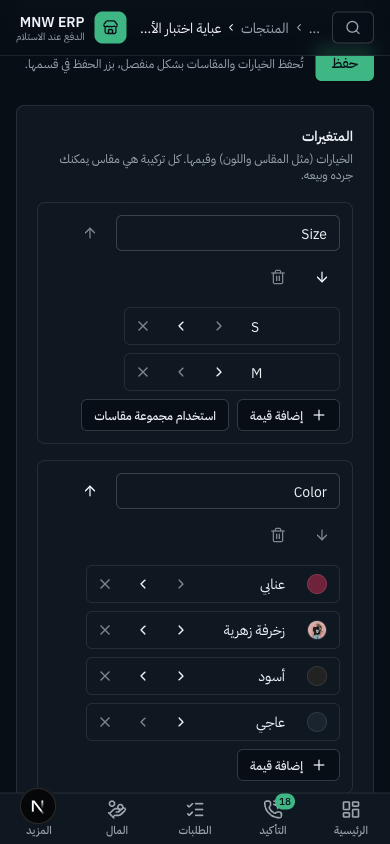 MNW ERP
الدفع عند الاستلام
عباية اختبار الأ...
المنتجات
...
حفظ
تُحفظ الخيارات والمقاسات بشكل منفصل، بزر الحفظ في قسمها.
المتغيرات
الخيارات (مثل المقاس واللون) وقيمها. كل تركيبة هي مقاس يمكنك
جرده وبيعه.
Size
S
M
إضافة قيمة
استخدام مجموعة مقاسات
Color
عنابي
زخرفة زهرية
أسود
عاجي
إضافة قيمة
الرئيسية
18
التأكيد
الطلبات
المال
N
المزيد